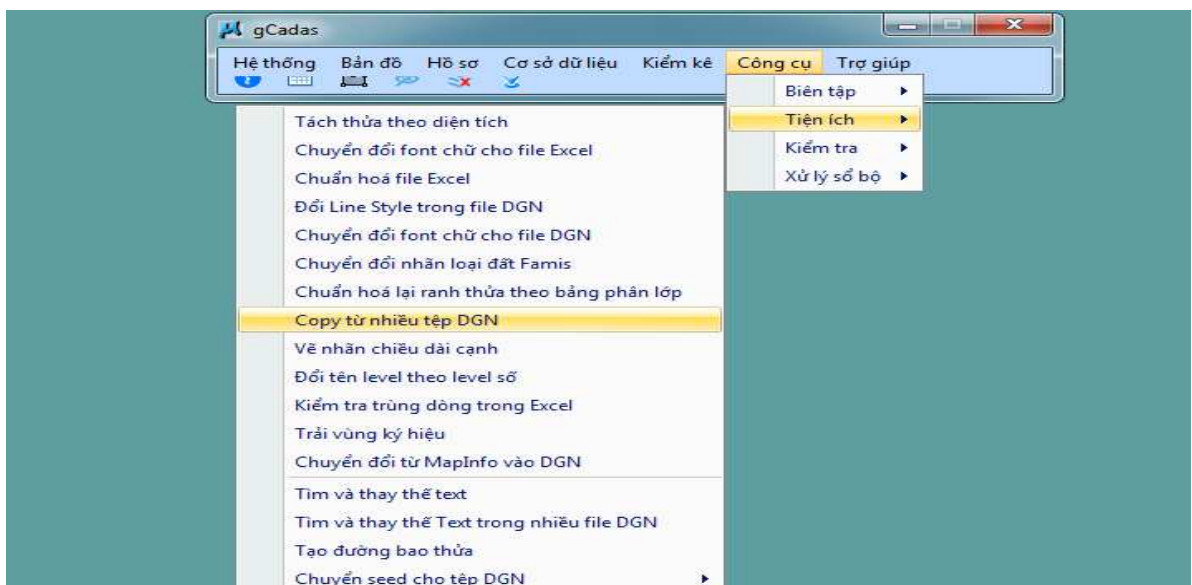 gCadas
Hệ thống Bản đồ Hồ sơ Cơ sở dữ liệu Kiểm kê Công cụ Trợ giúp
Biên tập
Tiện ích
Kiểm tra
Xử lý sổ bộ
Tách thửa theo diện tích
Chuyển đổi font chữ cho file Excel
Chuẩn hoá file Excel
Đổi Line Style trong file DGN
Chuyển đổi font chữ cho file DGN
Chuyển đổi nhãn loại đất Famis
Chuẩn hoá lại ranh thửa theo bảng phân lớp
Copy từ nhiều tệp DGN
Vẽ nhãn chiều dài cạnh
Đổi tên level theo level số
Kiểm tra trùng dòng trong Excel
Trải vùng ký hiệu
Chuyển đổi từ MapInfo vào DGN
Tìm và thay thế text
Tìm và thay thế Text trong nhiều file DGN
Tạo đường bao thửa
Chuyển seed cho tệp DGN